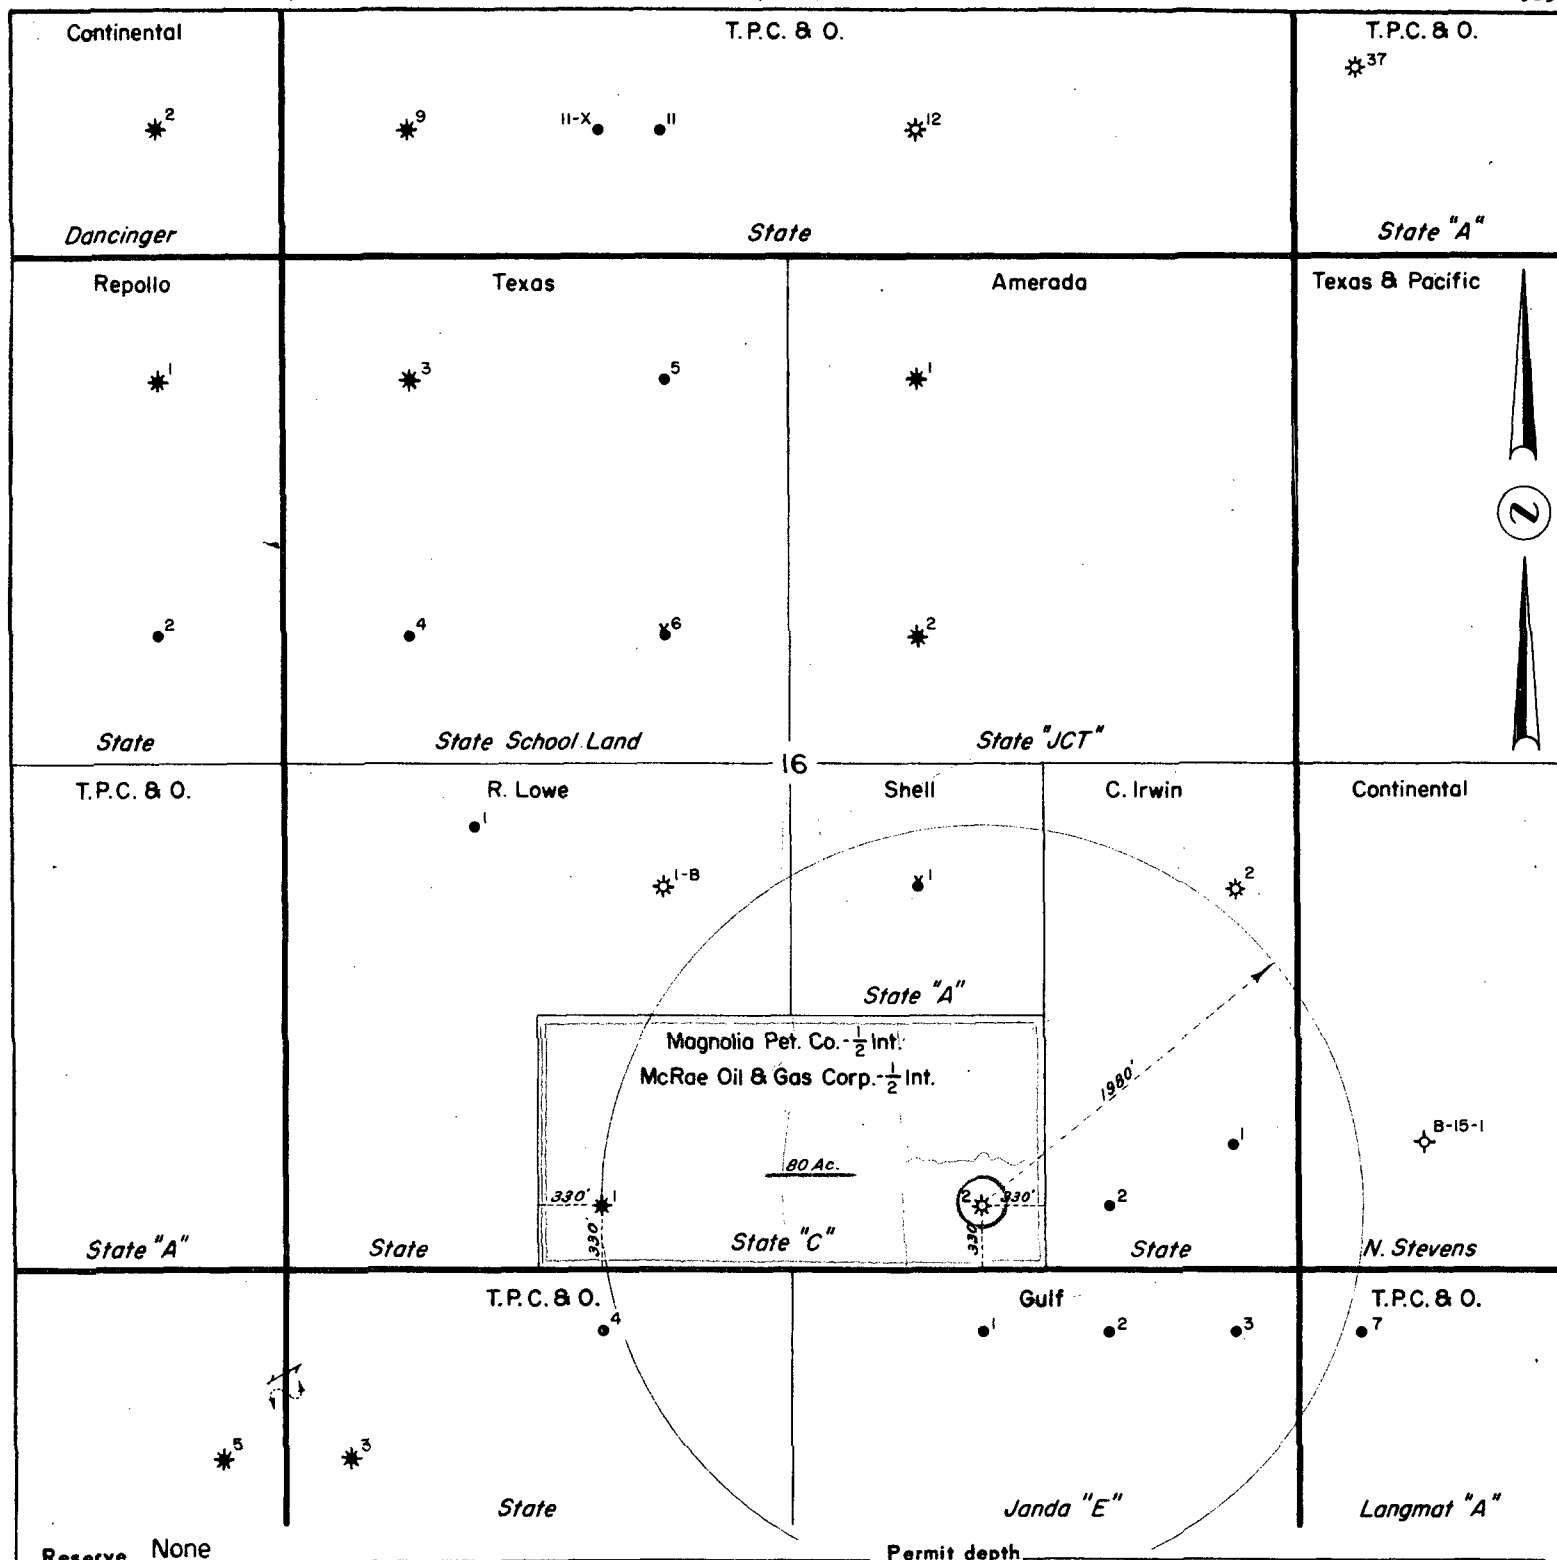 Continental
T.P.C. & O.
T.P.C. & O.
37
2
9
11-X
11
12
Dancinger
State
State "A"
Repollo
Texas
Amerada
Texas & Pacific
1
3
5
1
2
4
6
2
State
State School Land
State "JCT"
16
T.P.C. & O.
R. Lowe
Shell
C. Irwin
Continental
1
1-B
1
2
State "A"
Magnolia Pet. Co.-1/2 Int.
McRae Oil & Gas Corp.-1/2 Int.
1980'
1
B-15-1
80 Ac.
330'
1
2
330'
2
330'
330'
State "A"
State
State "C"
State
N. Stevens
T.P.C. & O.
Gulf
T.P.C. & O.
4
1
2
3
7
5
3
State
Janda "E"
Langmat "A"
Reserve None
Permit depth